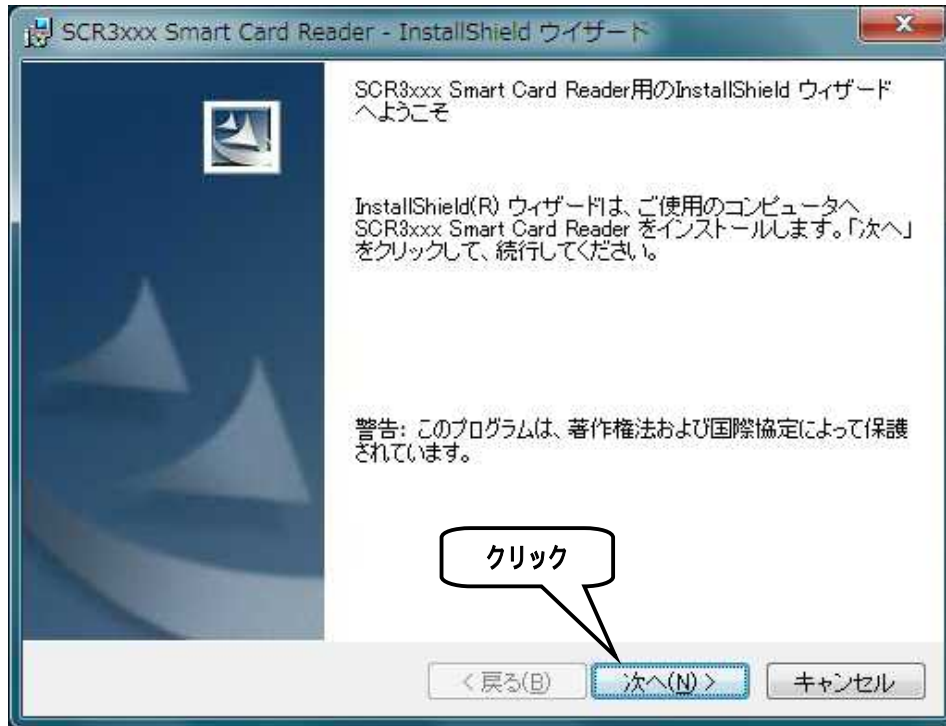 SCR3xxx Smart Card Reader - InstallShield ウィザード
SCR3xxx Smart Card Reader用のInstallShield ウィザード
へようこそ
InstallShield(R) ウィザードは、ご使用のコンピュータへ
SCR3xxx Smart Card Reader をインストールします。「次へ」
をクリックして、続行してください。
警告: このプログラムは、著作権法および国際協定によって保護
されています。
クリック
< 戻る(B)
次へ(N) >
キャンセル